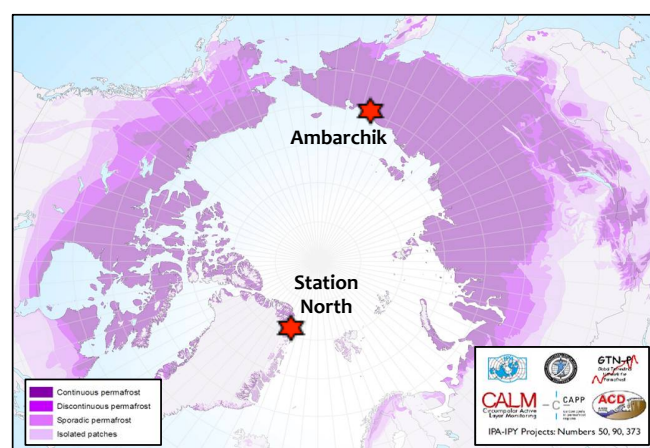 Ambarchik
Station
North
Continuous permafrost
Discontinuous permafrost
Sporadic permafrost
Isolated patches
GTN-P
CALM
Circumpolar Active
Layer Monitoring
CAPP
ACD
IPA-IPY Projects: Numbers 50, 90, 373